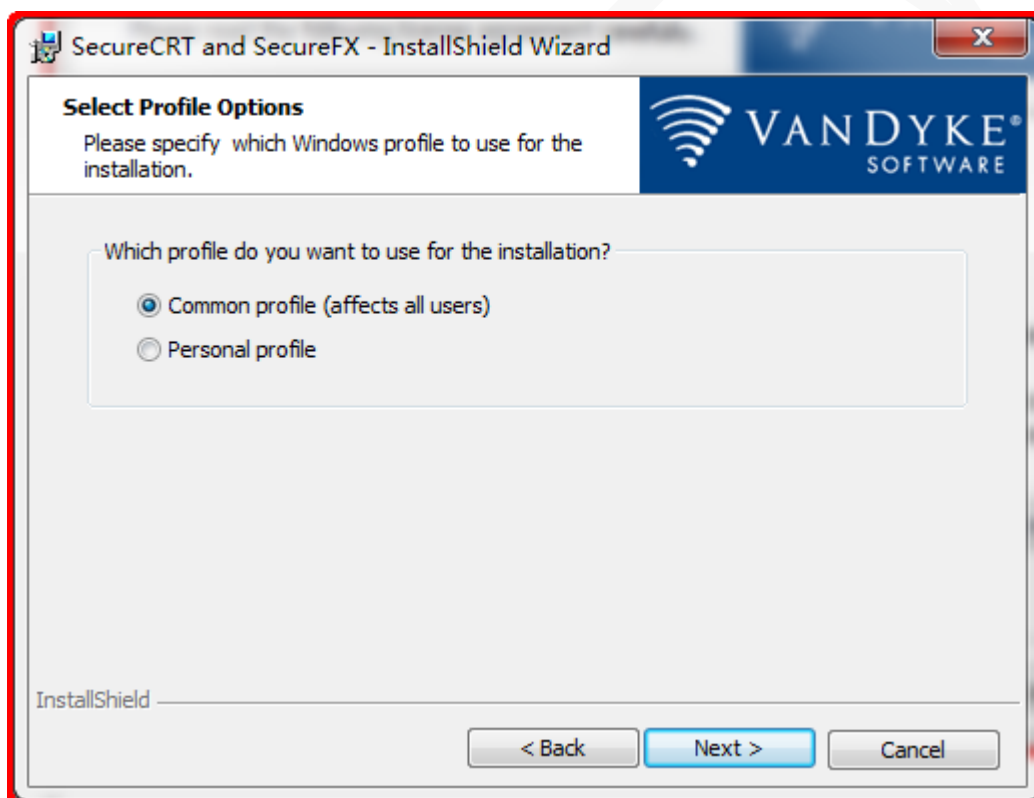 SecureCRT and SecureFX - InstallShield Wizard
Select Profile Options
Please specify  which Windows profile to use for the
installation.
VANDYKE®
SOFTWARE
Which profile do you want to use for the installation?
Common profile (affects all users)
Personal profile
InstallShield
< Back
Next >
Cancel